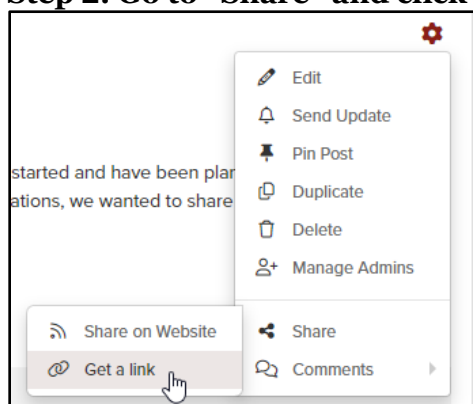 Step 2: Go to "Share" and click
Edit
Send Update
Pin Post
started and have been plan
Duplicate
ations, we wanted to share
Delete
Manage Admins
Share on Website
Share
Get a link
Comments